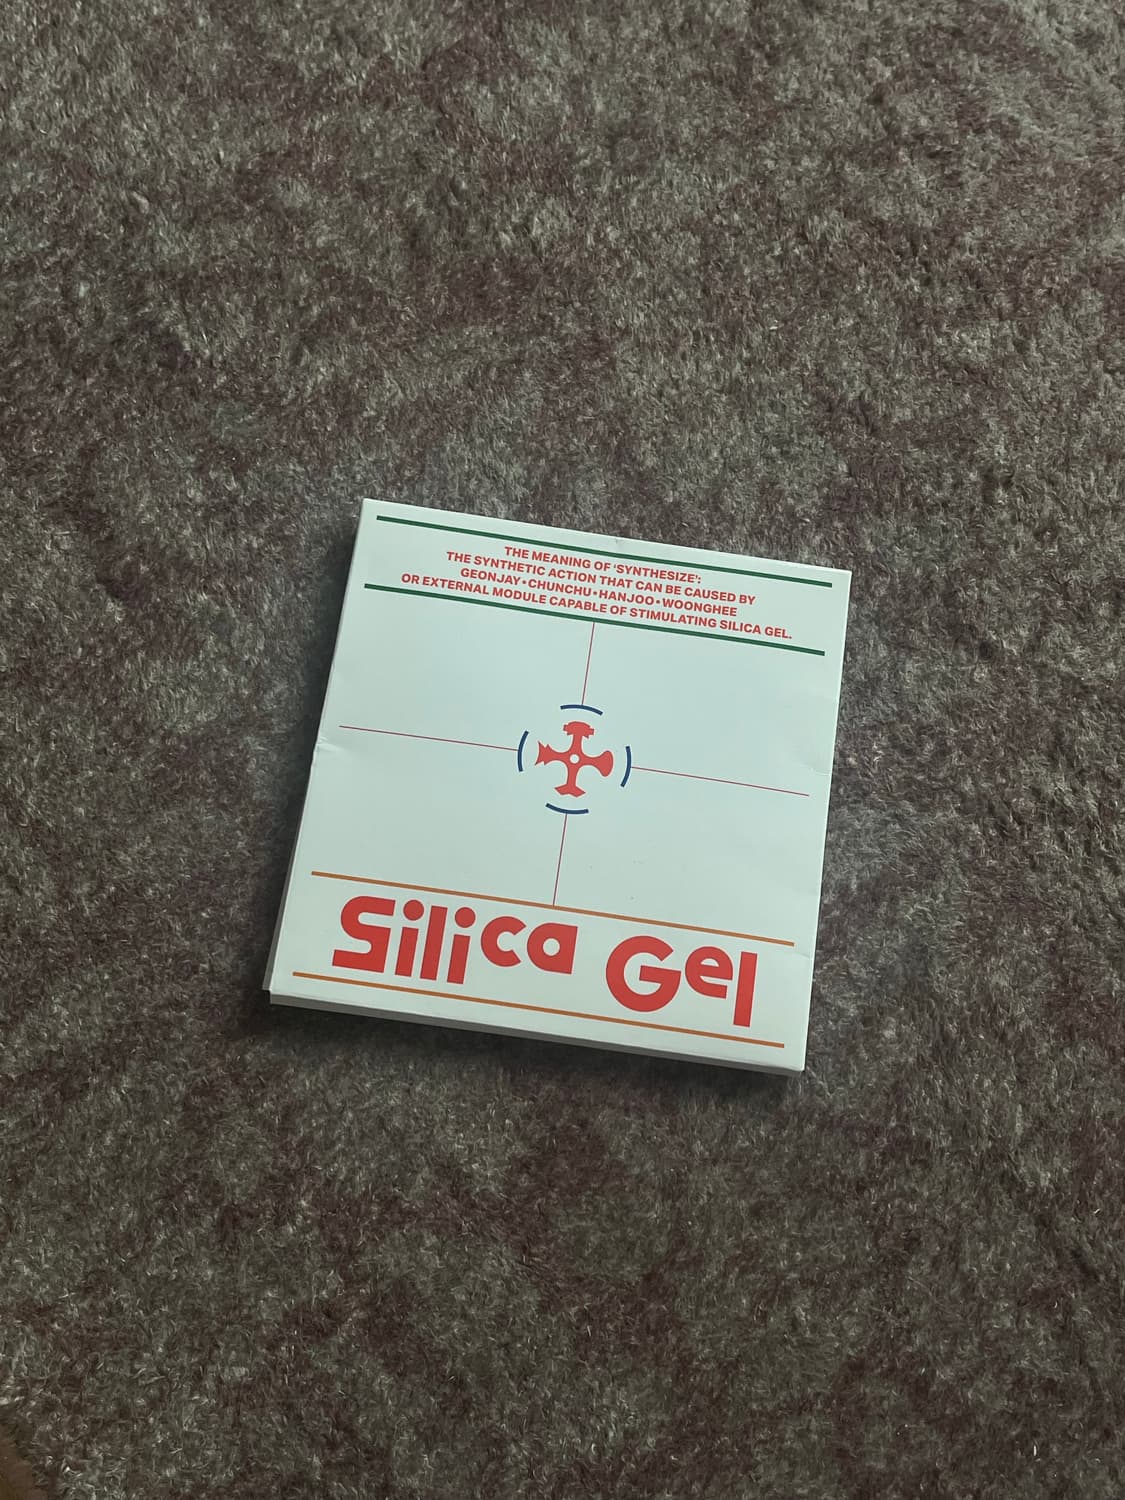 THE MEANING OF ‘SYNTHESIZE’:
THE SYNTHETIC ACTION THAT CAN BE CAUSED BY
GEONJAY • CHUNCHU • HANJOO • WOONGHEE
OR EXTERNAL MODULE CAPABLE OF STIMULATING SILICA GEL.
Silica Gel